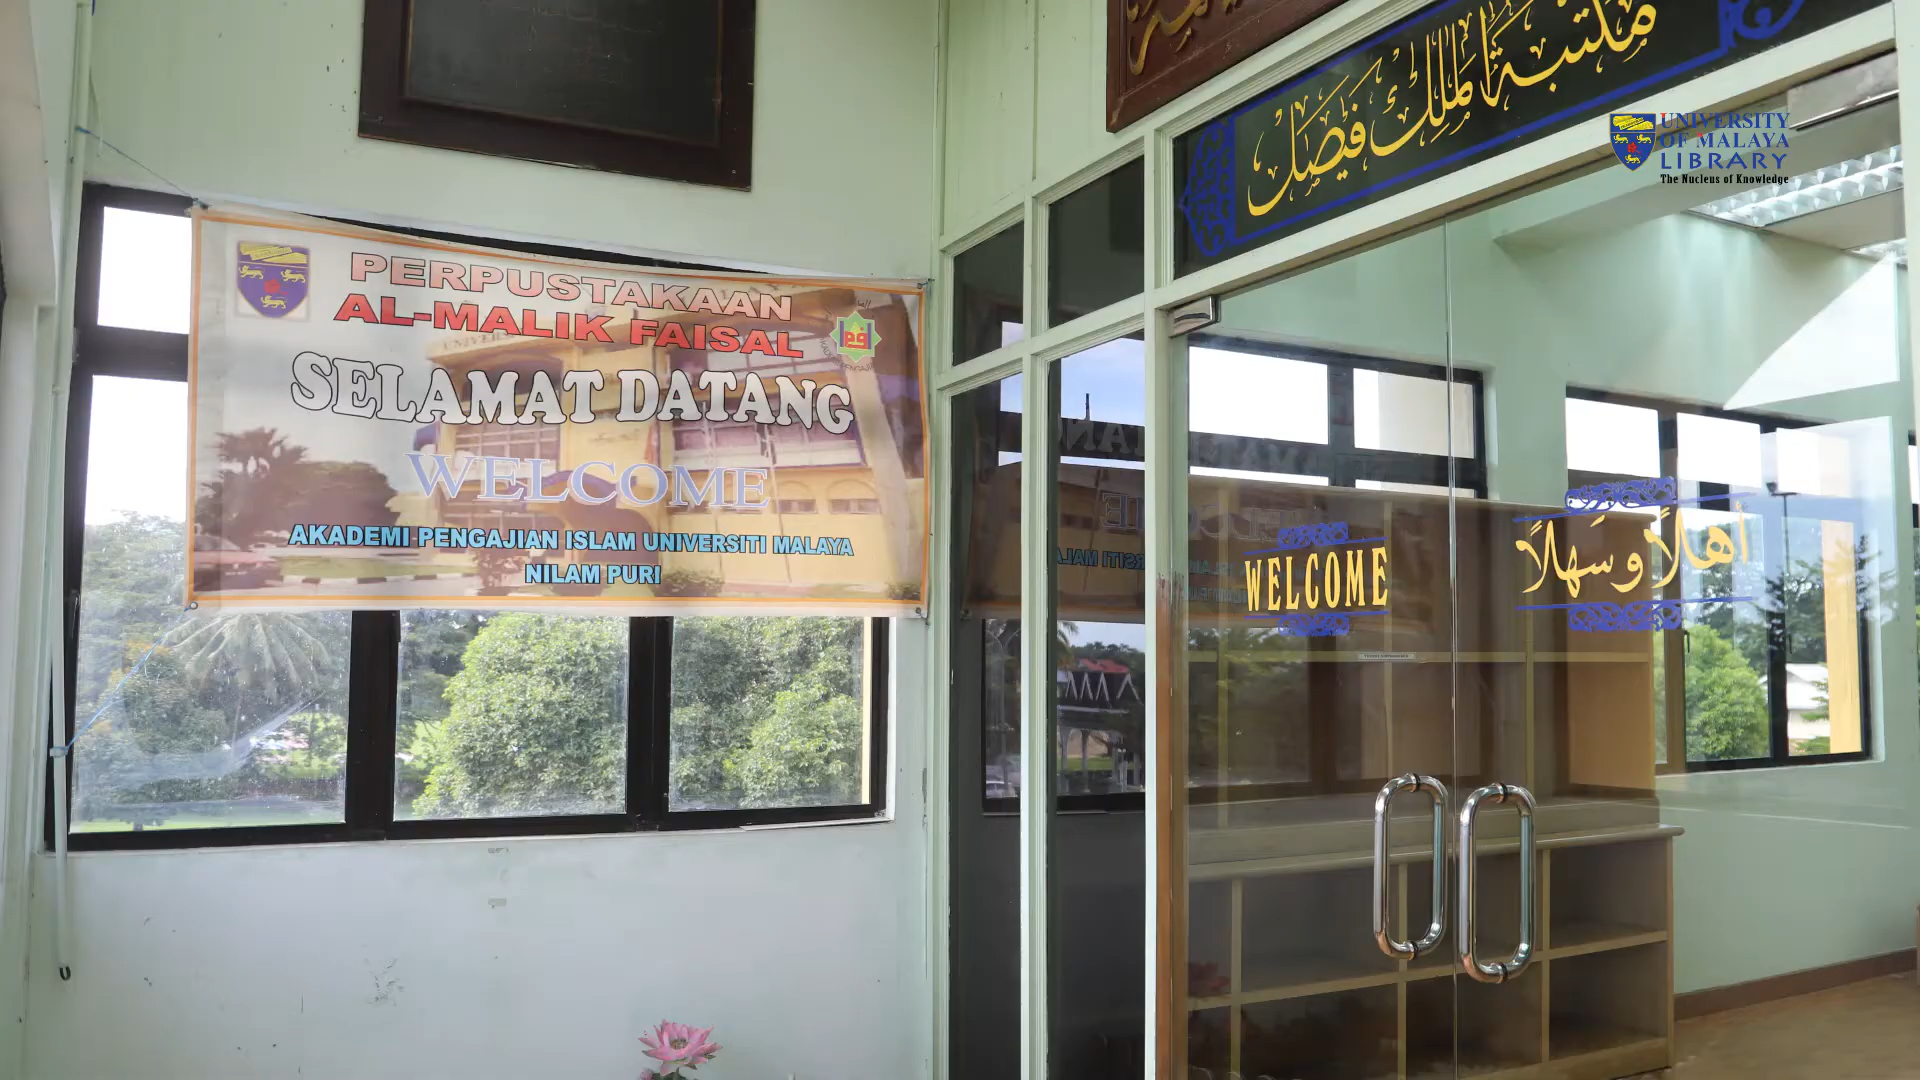 PERPUSTAKAAN
AL-MALIK FAISAL
SELAMAT DATANG
WELCOME
AKADEMI PENGAJIAN ISLAM UNIVERSITI MALAYA
NILAM PURI
مكتبة الملك فيصل
UNIVERSITY
OF MALAYA
LIBRARY
The Nucleus of Knowledge
WELCOME
أهلاً وسهلاً